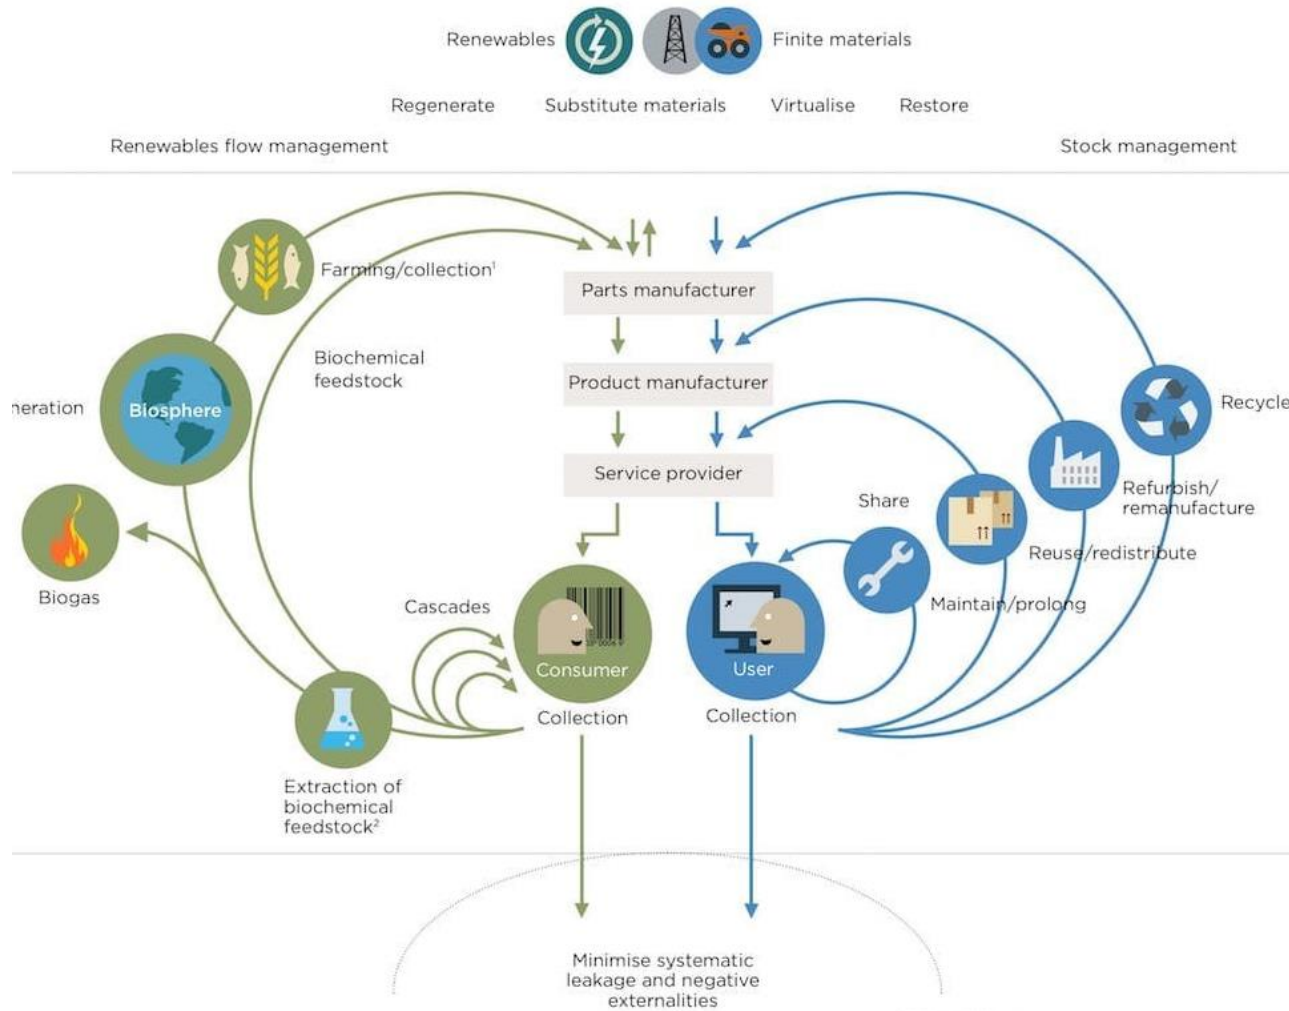 Renewables
Finite materials
Regenerate
Substitute materials
Virtualise
Restore
Renewables flow management
Stock management
Farming/collection¹
Parts manufacturer
Biochemical
feedstock
Product manufacturer
neration
Biosphere
Recycle
Service provider
Share
Refurbish/
remanufacture
Reuse/redistribute
Biogas
Cascades
Maintain/prolong
Consumer
User
Collection
Collection
Extraction of
biochemical
feedstock²
Minimise systematic
leakage and negative
externalities